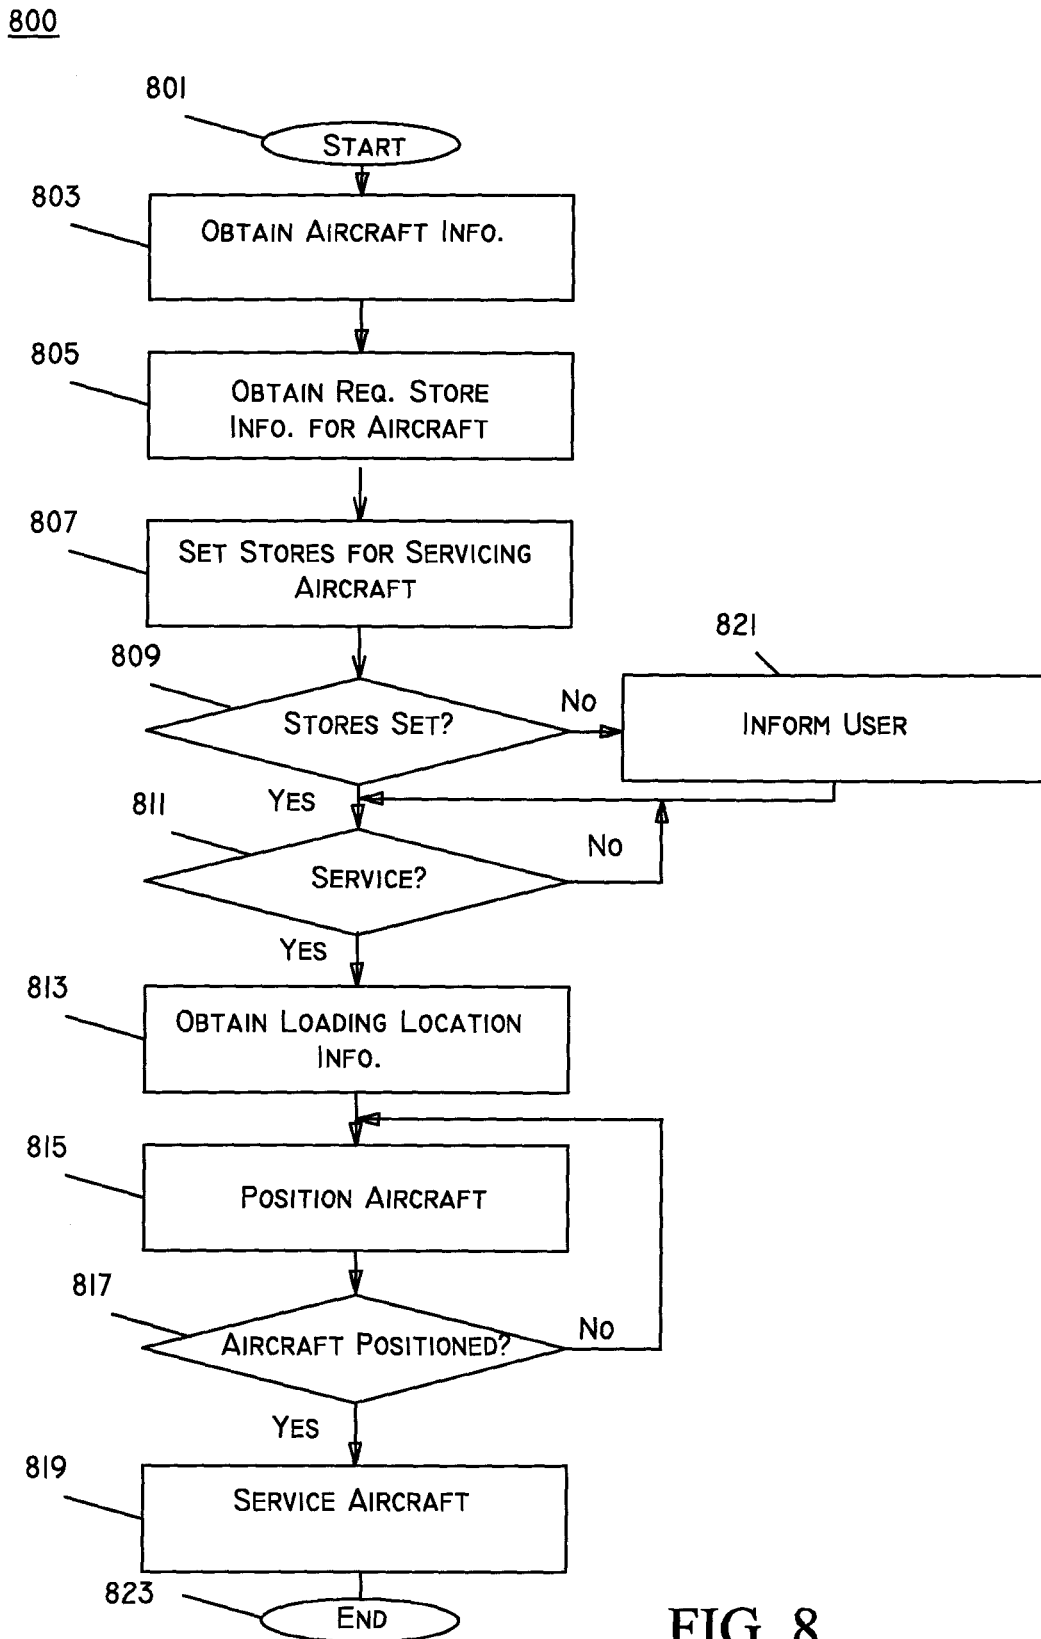 800
801
START
803
OBTAIN AIRCRAFT INFO.
805
OBTAIN REQ. STORE
INFO. FOR AIRCRAFT
807
SET STORES FOR SERVICING
AIRCRAFT
821
809
STORES SET?
NO
INFORM USER
YES
811
SERVICE?
NO
YES
813
OBTAIN LOADING LOCATION
INFO.
815
POSITION AIRCRAFT
817
AIRCRAFT POSITIONED?
NO
YES
819
SERVICE AIRCRAFT
823
END
FIG. 8